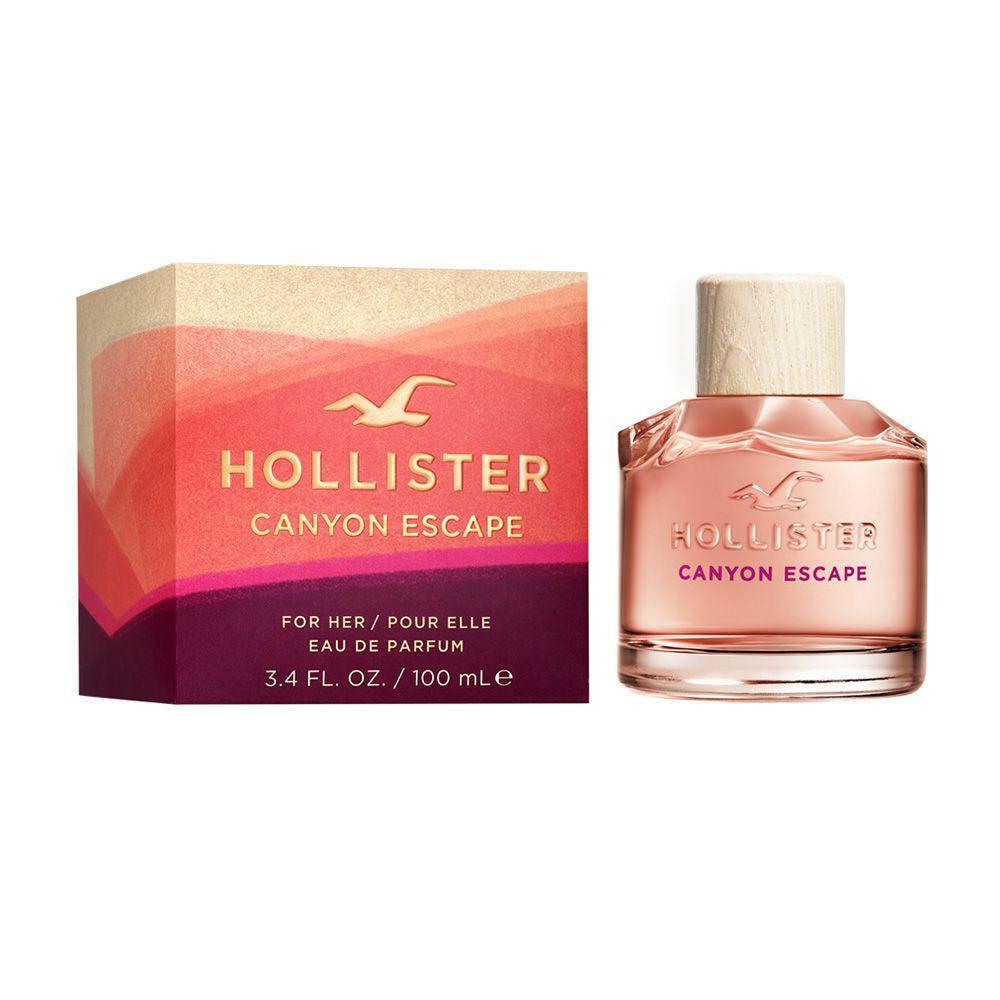 HOLLISTER
CANYON ESCAPE
FOR HER / POUR ELLE
EAU DE PARFUM
3.4 FL. OZ. / 100 mL ℮
HOLLISTER
CANYON ESCAPE